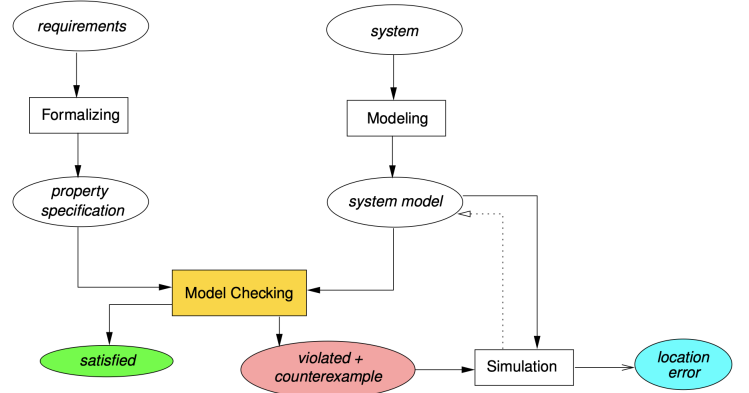 requirements
system
Formalizing
Modeling
property
specification
system model
Model Checking
satisfied
violated +
counterexample
Simulation
location
error